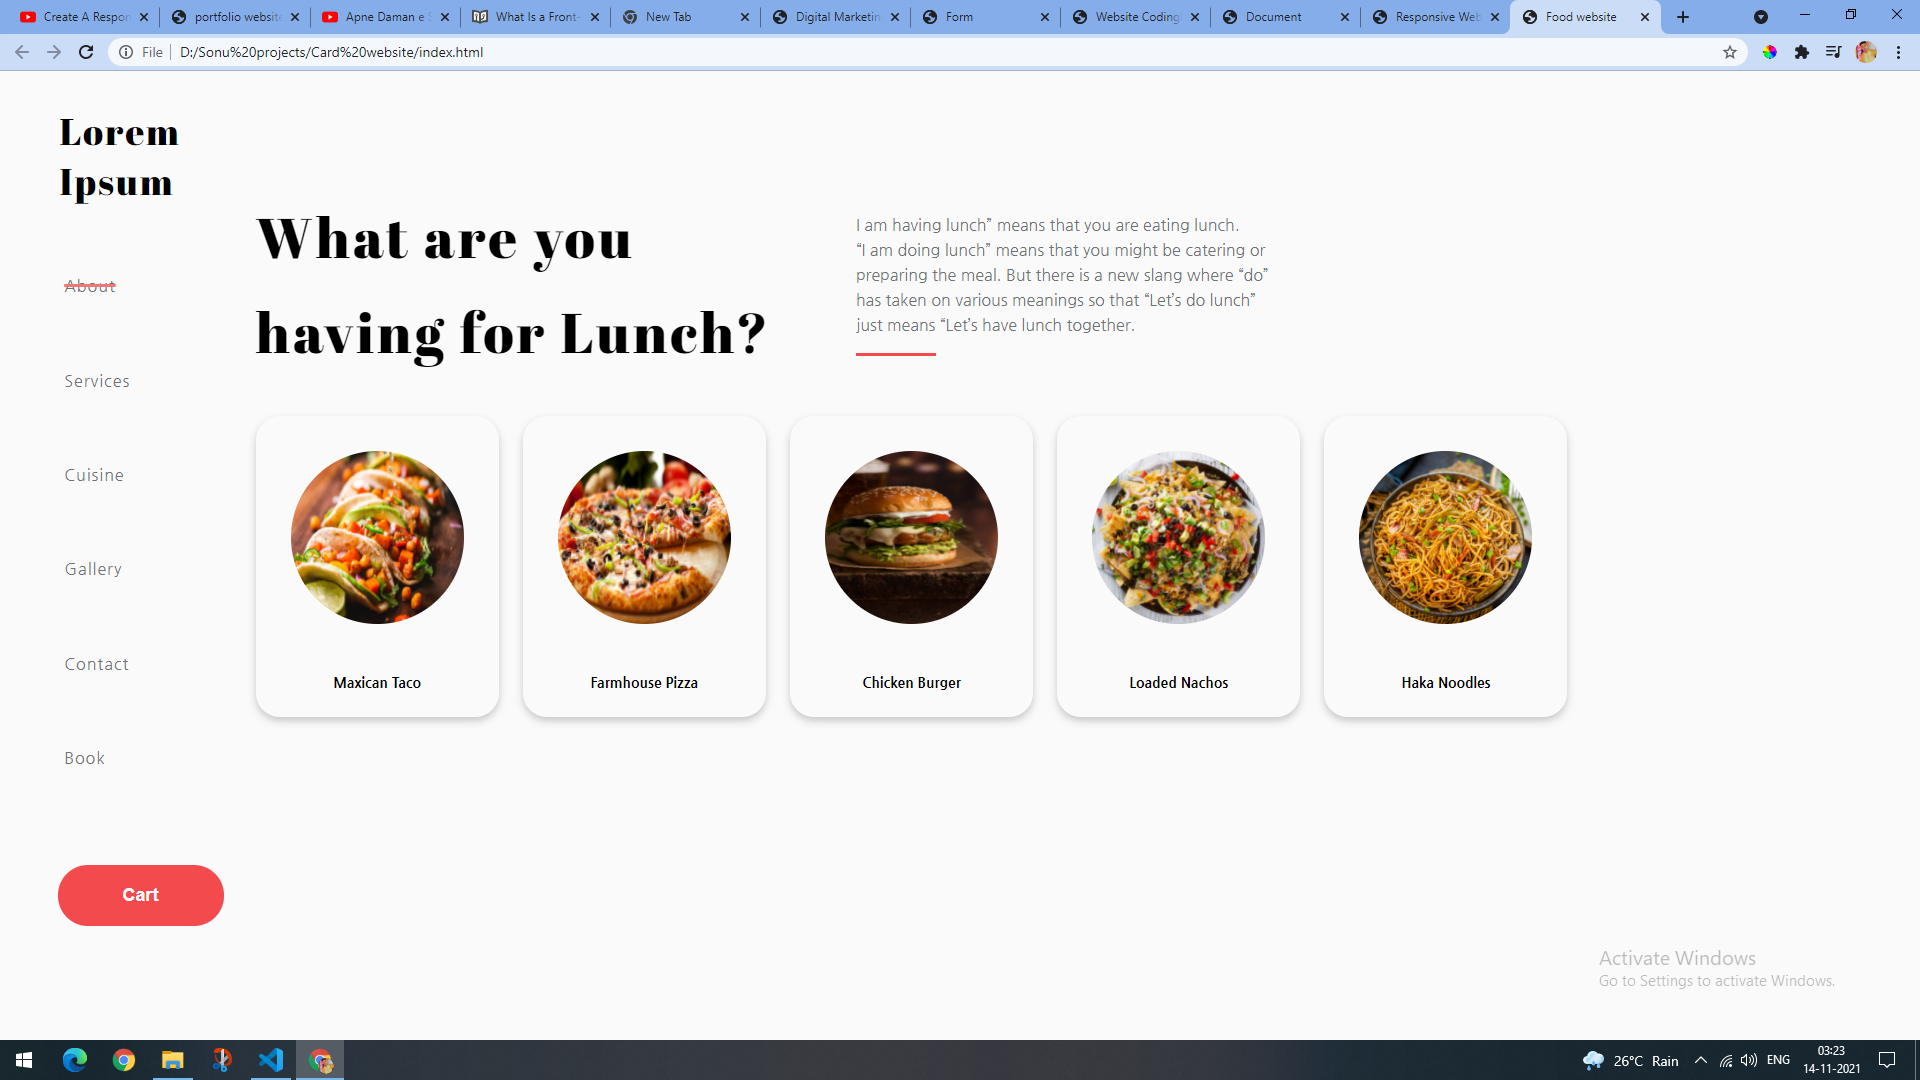 Create A Respon
portfolio website
Apne Daman e S
What Is a Front-
New Tab
Digital Marketin
Form
Website Coding
Document
Responsive Web
Food website
File
D:/Sonu%20projects/Card%20website/index.html
Lorem
Ipsum
About
Services
Cuisine
Gallery
Contact
Book
Cart
What are you
having for Lunch?
I am having lunch” means that you are eating lunch.
“I am doing lunch” means that you might be catering or
preparing the meal. But there is a new slang where “do”
has taken on various meanings so that “Let’s do lunch”
just means “Let’s have lunch together.
Maxican Taco
Farmhouse Pizza
Chicken Burger
Loaded Nachos
Haka Noodles
Activate Windows
Go to Settings to activate Windows.
26°C Rain
ENG
03:23
14-11-2021